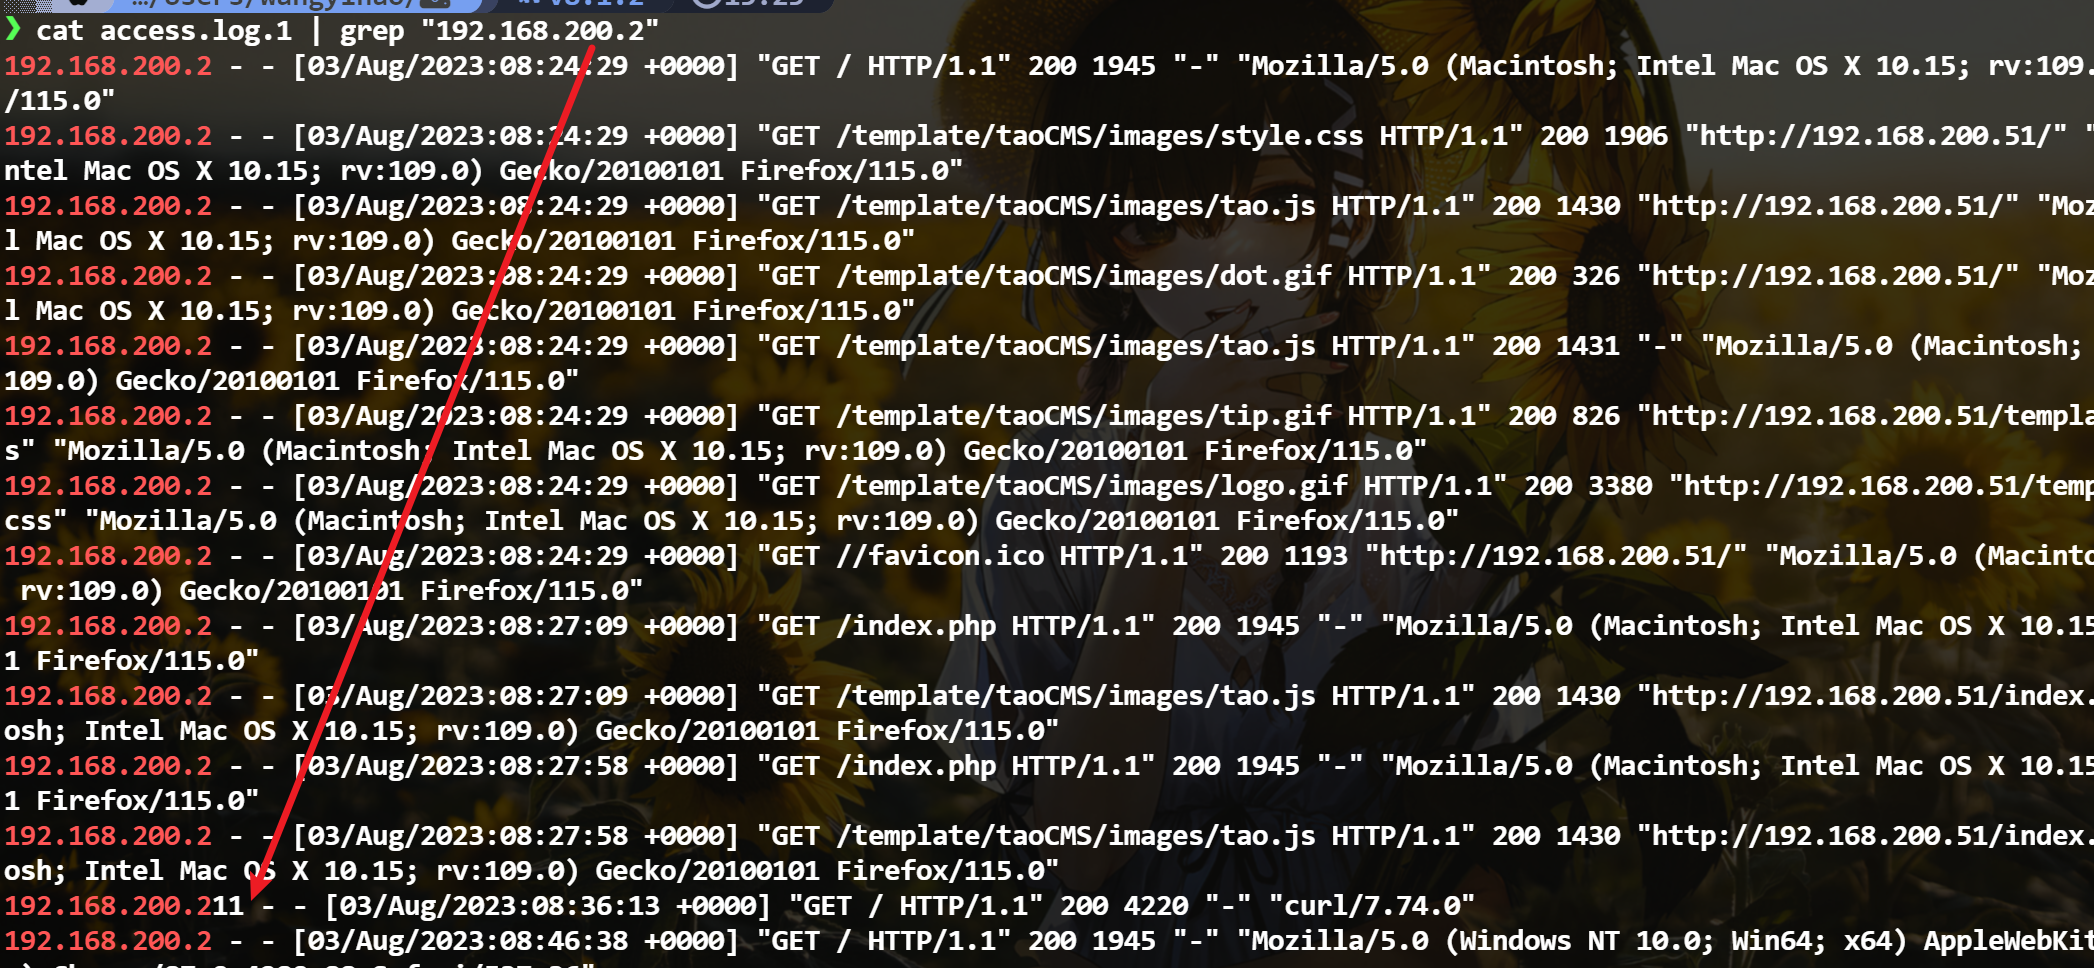 ❯ cat access.log.1 | grep "192.168.200.2"
192.168.200.2 - - [03/Aug/2023:08:24:29 +0000] "GET / HTTP/1.1" 200 1945 "-" "Mozilla/5.0 (Macintosh; Intel Mac OS X 10.15; rv:109.
/115.0"
192.168.200.2 - - [03/Aug/2023:08:24:29 +0000] "GET /template/taoCMS/images/style.css HTTP/1.1" 200 1906 "http://192.168.200.51/" "
ntel Mac OS X 10.15; rv:109.0) Gecko/20100101 Firefox/115.0"
192.168.200.2 - - [03/Aug/2023:08:24:29 +0000] "GET /template/taoCMS/images/tao.js HTTP/1.1" 200 1430 "http://192.168.200.51/" "Moz
l Mac OS X 10.15; rv:109.0) Gecko/20100101 Firefox/115.0"
192.168.200.2 - - [03/Aug/2023:08:24:29 +0000] "GET /template/taoCMS/images/dot.gif HTTP/1.1" 200 326 "http://192.168.200.51/" "Moz
l Mac OS X 10.15; rv:109.0) Gecko/20100101 Firefox/115.0"
192.168.200.2 - - [03/Aug/2023:08:24:29 +0000] "GET /template/taoCMS/images/tao.js HTTP/1.1" 200 1431 "-" "Mozilla/5.0 (Macintosh;
109.0) Gecko/20100101 Firefox/115.0"
192.168.200.2 - - [03/Aug/2023:08:24:29 +0000] "GET /template/taoCMS/images/tip.gif HTTP/1.1" 200 826 "http://192.168.200.51/templa
s" "Mozilla/5.0 (Macintosh; Intel Mac OS X 10.15; rv:109.0) Gecko/20100101 Firefox/115.0"
192.168.200.2 - - [03/Aug/2023:08:24:29 +0000] "GET /template/taoCMS/images/logo.gif HTTP/1.1" 200 3380 "http://192.168.200.51/temp
css" "Mozilla/5.0 (Macintosh; Intel Mac OS X 10.15; rv:109.0) Gecko/20100101 Firefox/115.0"
192.168.200.2 - - [03/Aug/2023:08:24:29 +0000] "GET //favicon.ico HTTP/1.1" 200 1193 "http://192.168.200.51/" "Mozilla/5.0 (Macinto
rv:109.0) Gecko/20100101 Firefox/115.0"
192.168.200.2 - - [03/Aug/2023:08:27:09 +0000] "GET /index.php HTTP/1.1" 200 1945 "-" "Mozilla/5.0 (Macintosh; Intel Mac OS X 10.15
1 Firefox/115.0"
192.168.200.2 - - [03/Aug/2023:08:27:09 +0000] "GET /template/taoCMS/images/tao.js HTTP/1.1" 200 1430 "http://192.168.200.51/index.
osh; Intel Mac OS X 10.15; rv:109.0) Gecko/20100101 Firefox/115.0"
192.168.200.2 - - [03/Aug/2023:08:27:58 +0000] "GET /index.php HTTP/1.1" 200 1945 "-" "Mozilla/5.0 (Macintosh; Intel Mac OS X 10.15
1 Firefox/115.0"
192.168.200.2 - - [03/Aug/2023:08:27:58 +0000] "GET /template/taoCMS/images/tao.js HTTP/1.1" 200 1430 "http://192.168.200.51/index.
osh; Intel Mac OS X 10.15; rv:109.0) Gecko/20100101 Firefox/115.0"
192.168.200.211 - - [03/Aug/2023:08:36:13 +0000] "GET / HTTP/1.1" 200 4220 "-" "curl/7.74.0"
192.168.200.2 - - [03/Aug/2023:08:46:38 +0000] "GET / HTTP/1.1" 200 1945 "-" "Mozilla/5.0 (Windows NT 10.0; Win64; x64) AppleWebKit